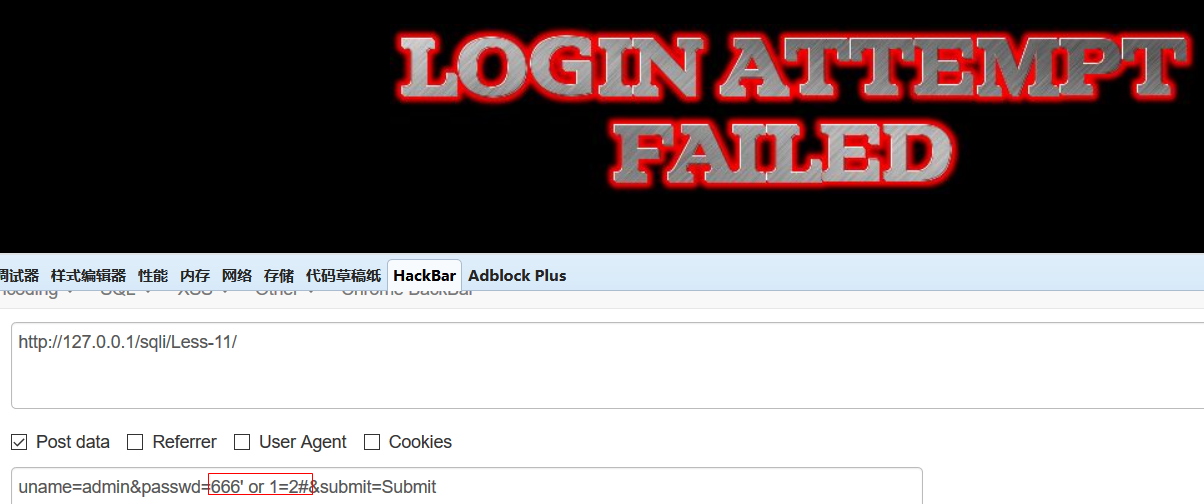 LOGIN ATTEMPT
FAILED
调试器 样式编辑器 性能 内存 网络 存储 代码草稿纸 HackBar Adblock Plus
SQL XSS Other Chrome BackBar
http://127.0.0.1/sqli/Less-11/
Post data Referrer User Agent Cookies
uname=admin&passwd=666' or 1=2#&submit=Submit